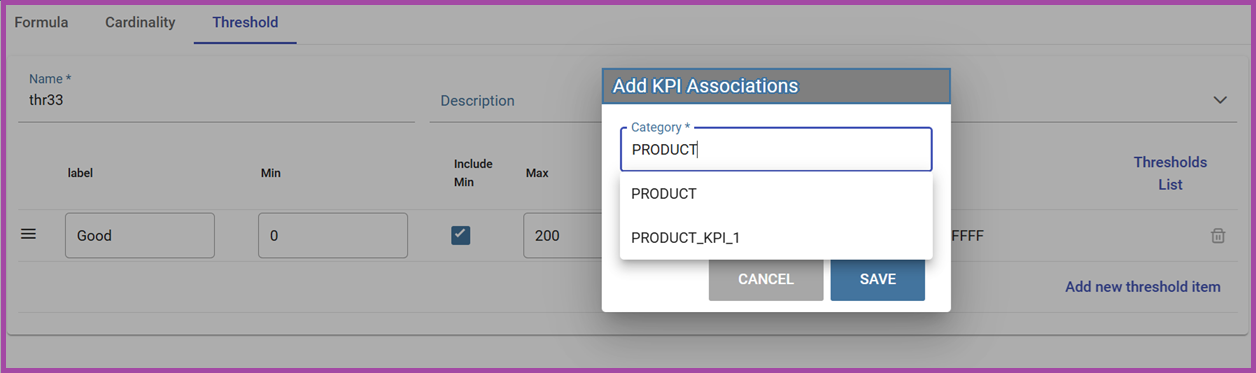 Formula Cardinality Threshold
Name *
thr33
Description
label Min Include Min Max
Thresholds List
Good 0 200 FFFF
Add new threshold item
Add KPI Associations
Category *
PRODUCT
PRODUCT
PRODUCT_KPI_1
CANCEL SAVE